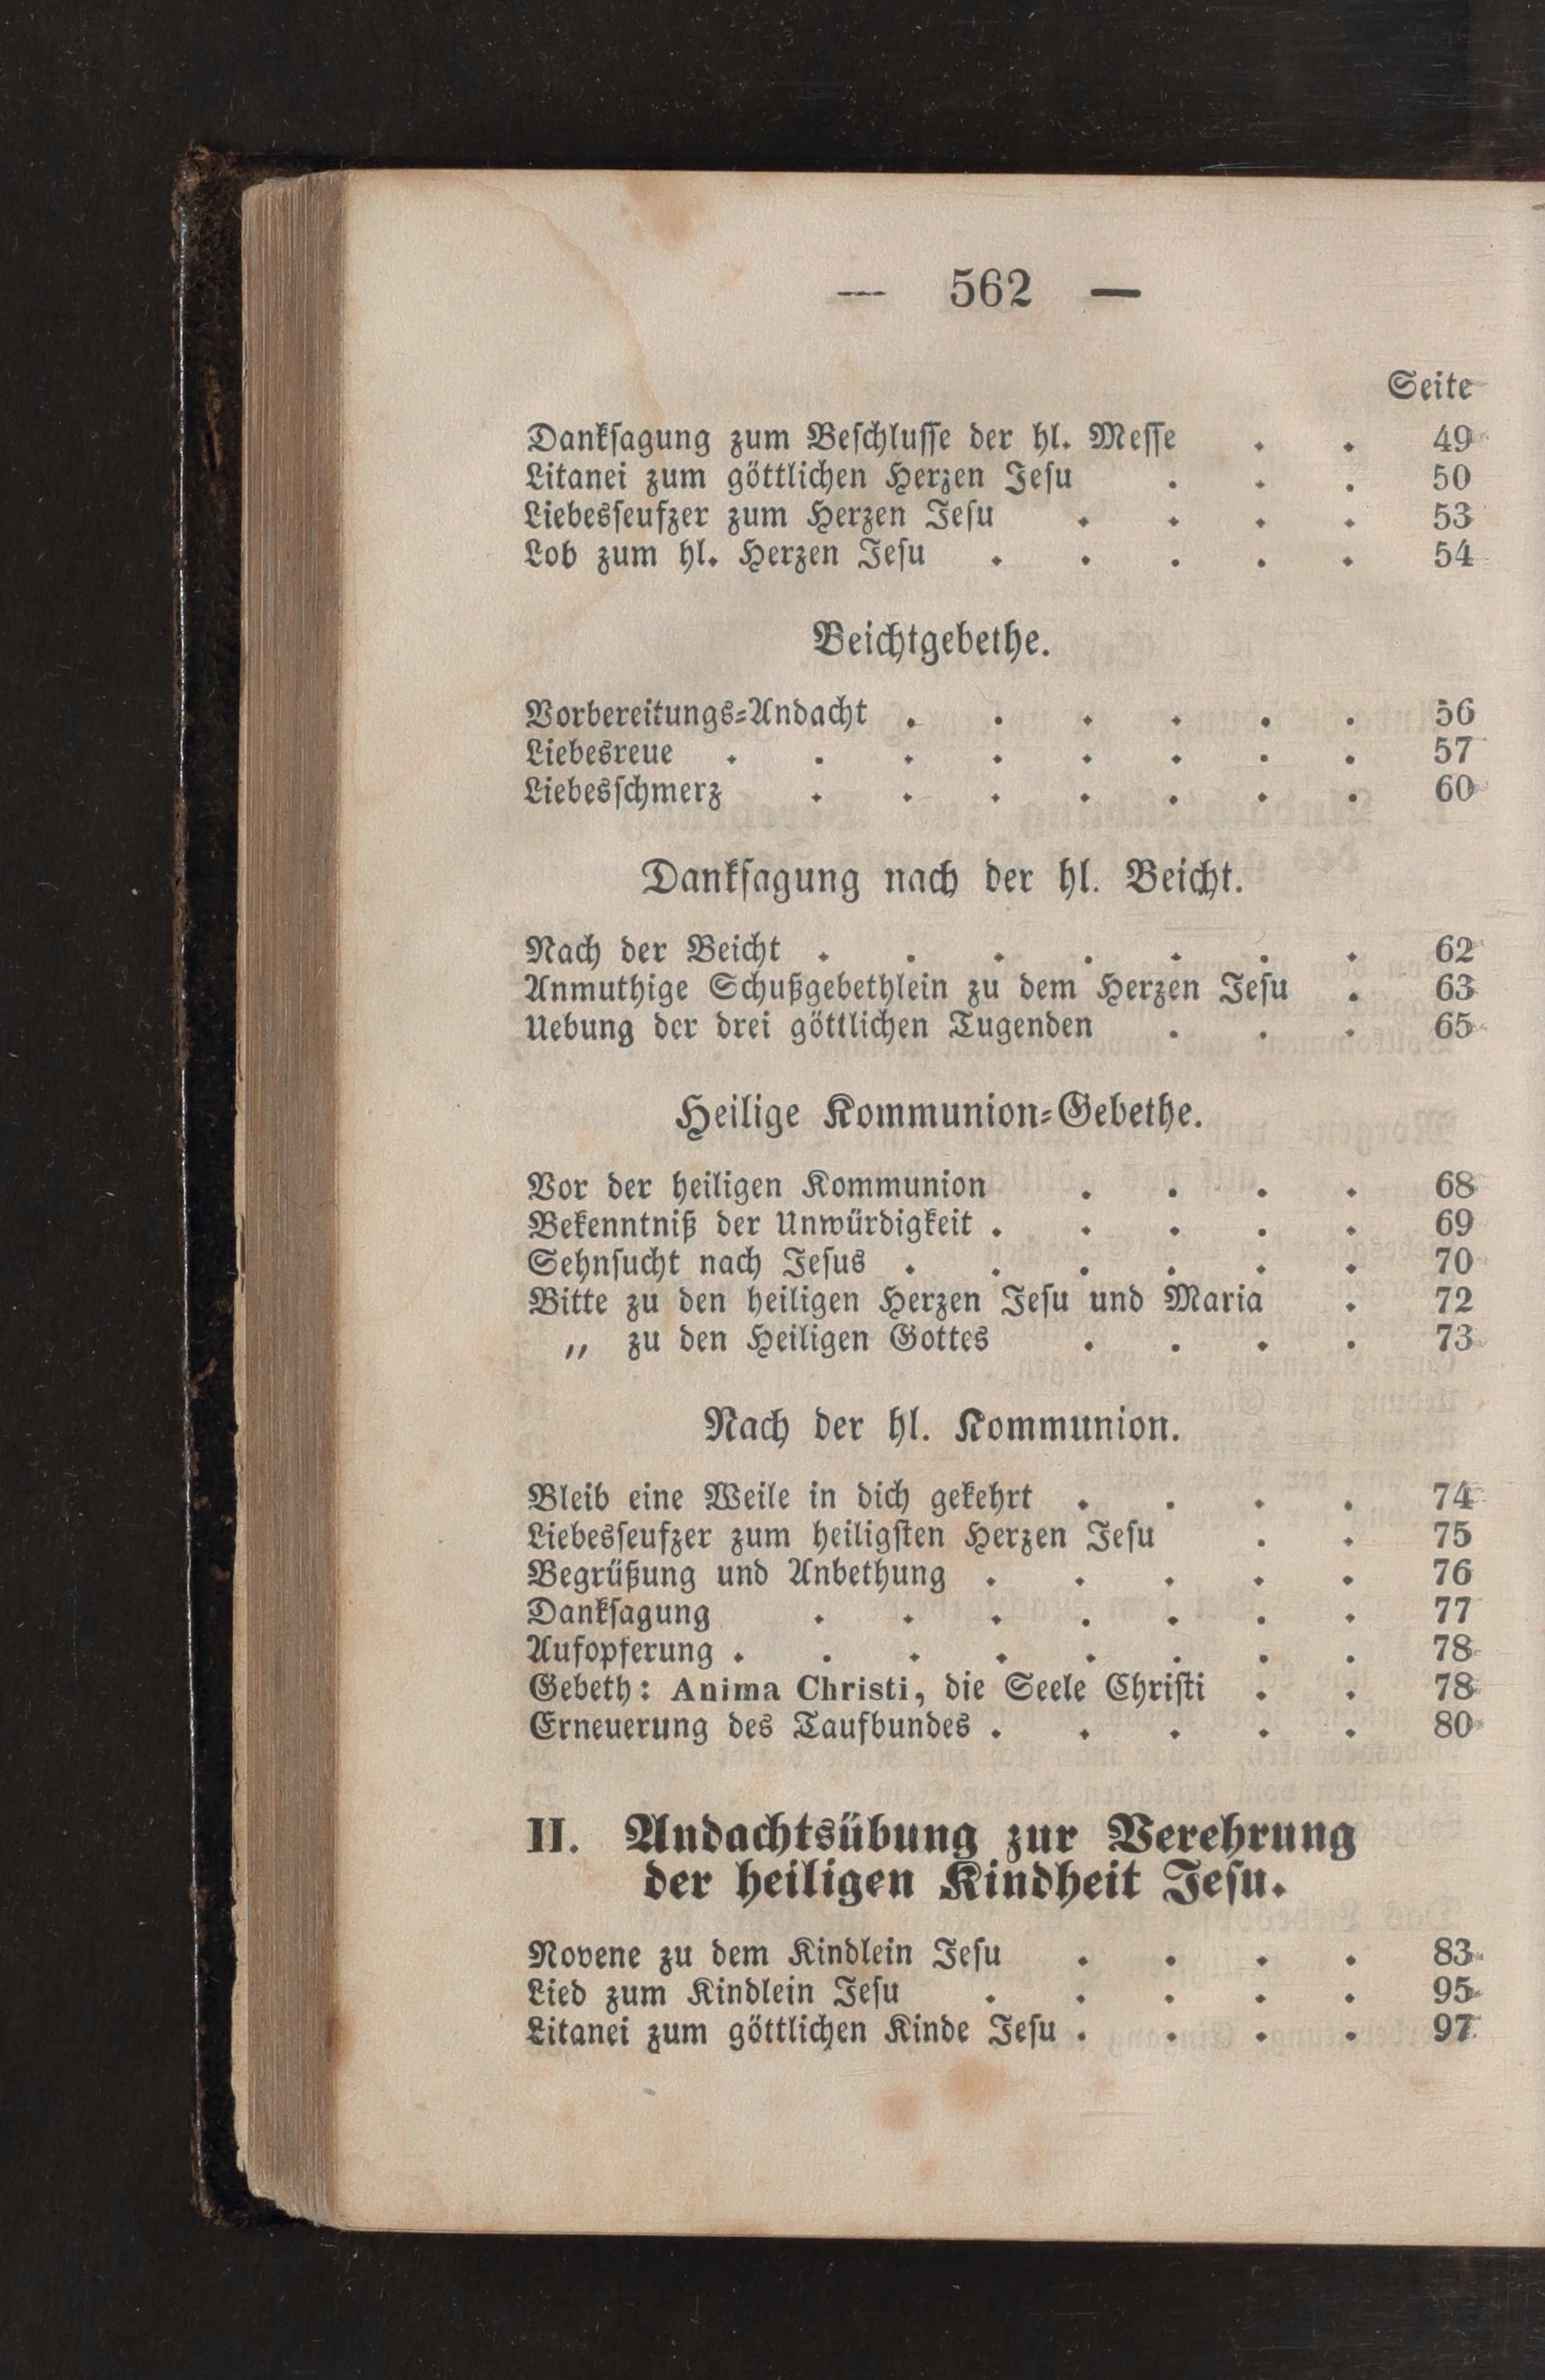 — 562 —
Seite
Dankſagung zum Beſchluſſe der hl. Meſſe . . 49
Litanei zum göttlichen Herzen Jeſu . . . 50
Liebesſeufzer zum Herzen Jeſu . . . . 53
Lob zum hl. Herzen Jeſu . . . . . 54
Beichtgebethe.
Vorbereitungs=Andacht . . . . . . 56
Liebesreue . . . . . . . . 57
Liebesſchmerz . . . . . . . 60
Dankſagung nach der hl. Beicht.
Nach der Beicht . . . . . . . 62
Anmuthige Schußgebethlein zu dem Herzen Jeſu . 63
Uebung der drei göttlichen Tugenden . . . 65
Heilige Kommunion=Gebethe.
Vor der heiligen Kommunion . . . . 68
Bekenntniß der Unwürdigkeit . . . . . 69
Sehnſucht nach Jeſus . . . . . . 70
Bitte zu den heiligen Herzen Jeſu und Maria . 72
„ zu den Heiligen Gottes . . . . 73
Nach der hl. Kommunion.
Bleib eine Weile in dich gekehrt . . . . 74
Liebesſeufzer zum heiligſten Herzen Jeſu . . 75
Begrüßung und Anbethung . . . . . 76
Dankſagung . . . . . . . 77
Aufopferung . . . . . . . . 78
Gebeth: Anima Christi, die Seele Chriſti . . 78
Erneuerung des Taufbundes . . . . . 80
II. Andachtsübung zur Verehrung
der heiligen Kindheit Jeſu.
Novene zu dem Kindlein Jeſu . . . . 83
Lied zum Kindlein Jeſu . . . . . 95
Litanei zum göttlichen Kinde Jeſu . . . . 97